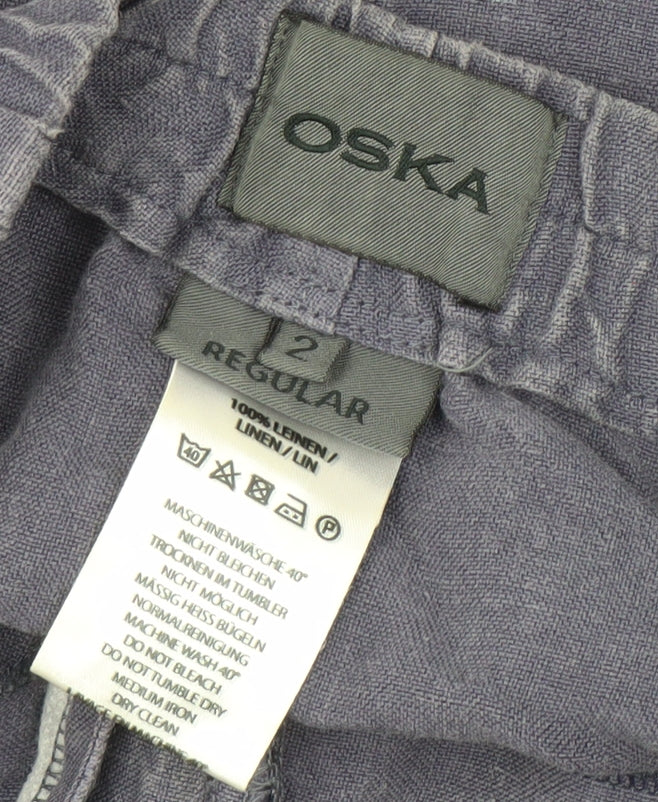 OSKA
2
REGULAR
100% LEINEN /
LINEN / LIN
40
P
MASCHINENWÄSCHE 40°
NICHT BLEICHEN
TROCKNEN IM TUMBLER
NICHT MÖGLICH
MÄSSIG HEISS BÜGELN
NORMALREINIGUNG
MACHINE WASH 40°
DO NOT BLEACH
DO NOT TUMBLE DRY
MEDIUM IRON
DRY CLEAN